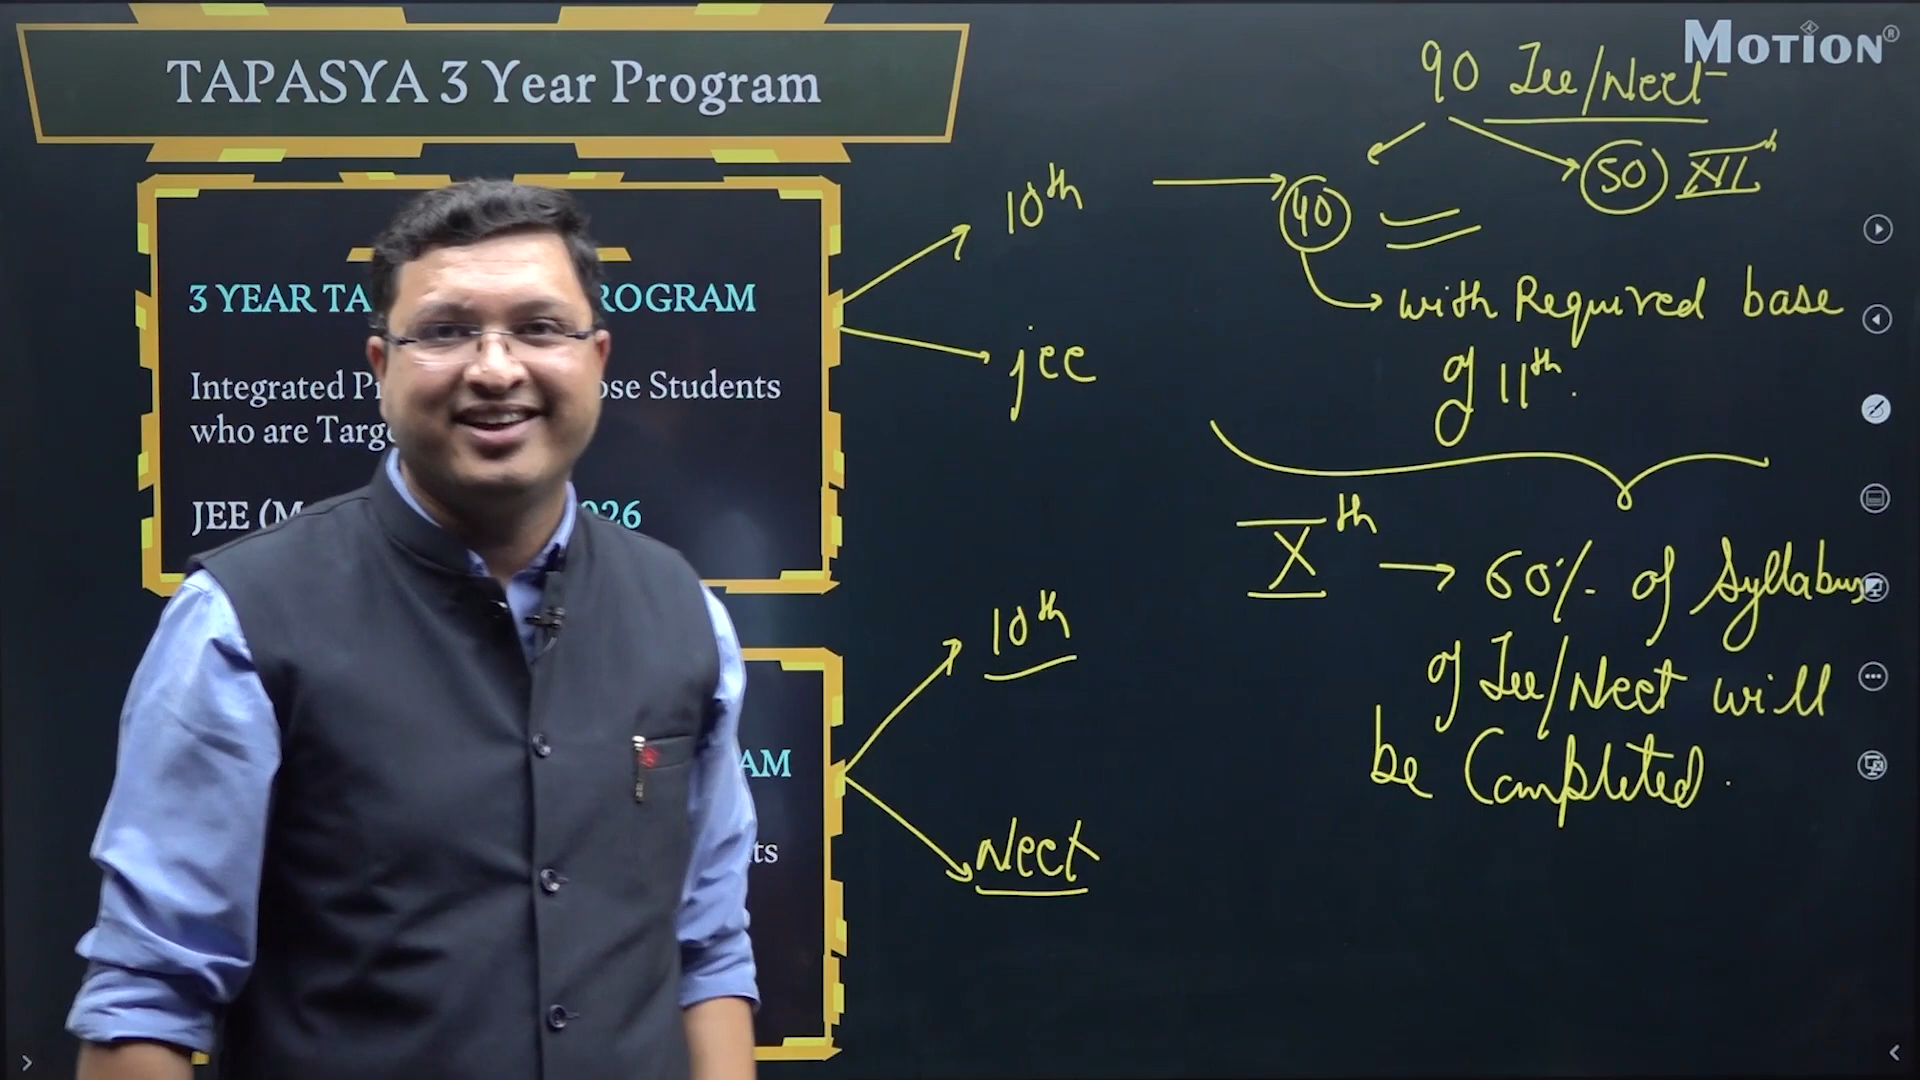 TAPASYA 3 Year Program
MOTION®
90 Jee/Neet
40
50 XII
with Required base
of 11th.
3 YEAR TA ROGRAM
Integrated P ose Students
who are Targe
JEE (M 026
10th
jee
Xth → 60% of Syllabus
of Jee/Neet will
be Completed.
AM
ts
10th
Neet